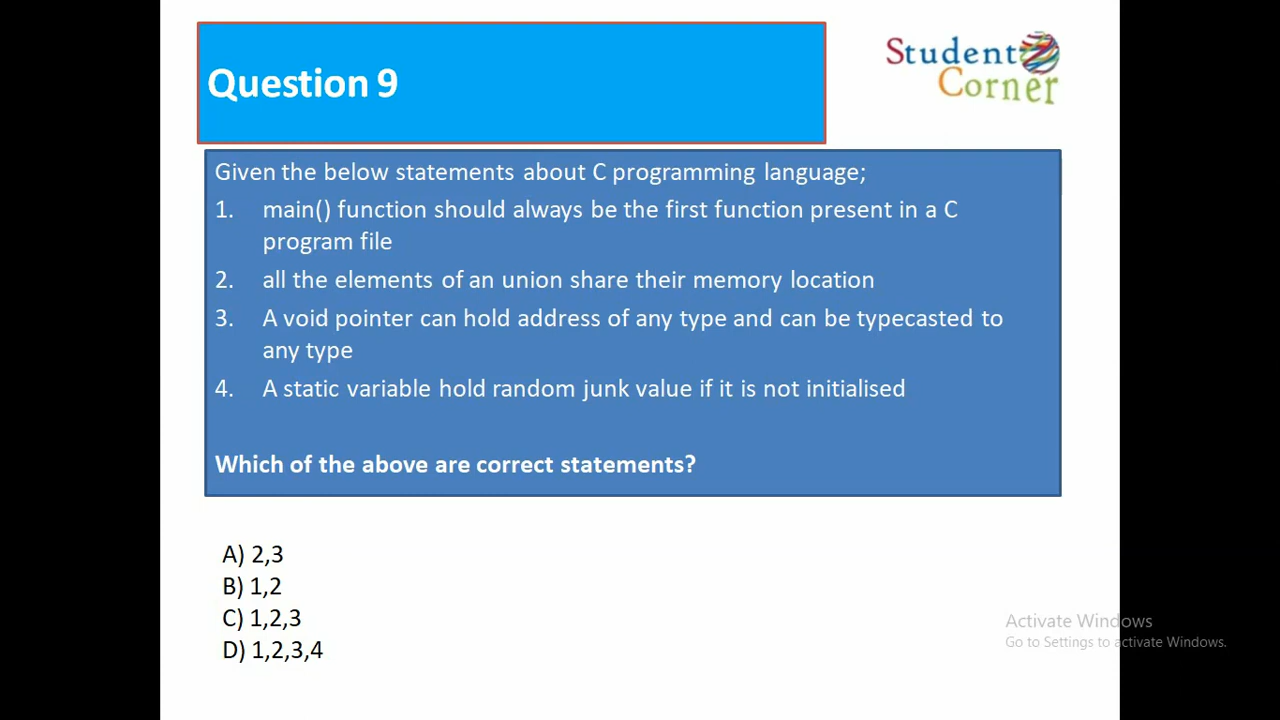 Question 9
Student
Corner
Given the below statements about C programming language;
1. main() function should always be the first function present in a C
program file
2. all the elements of an union share their memory location
3. A void pointer can hold address of any type and can be typecasted to
any type
4. A static variable hold random junk value if it is not initialised
Which of the above are correct statements?
A) 2,3
B) 1,2
C) 1,2,3
D) 1,2,3,4
Activate Windows
Go to Settings to activate Windows.